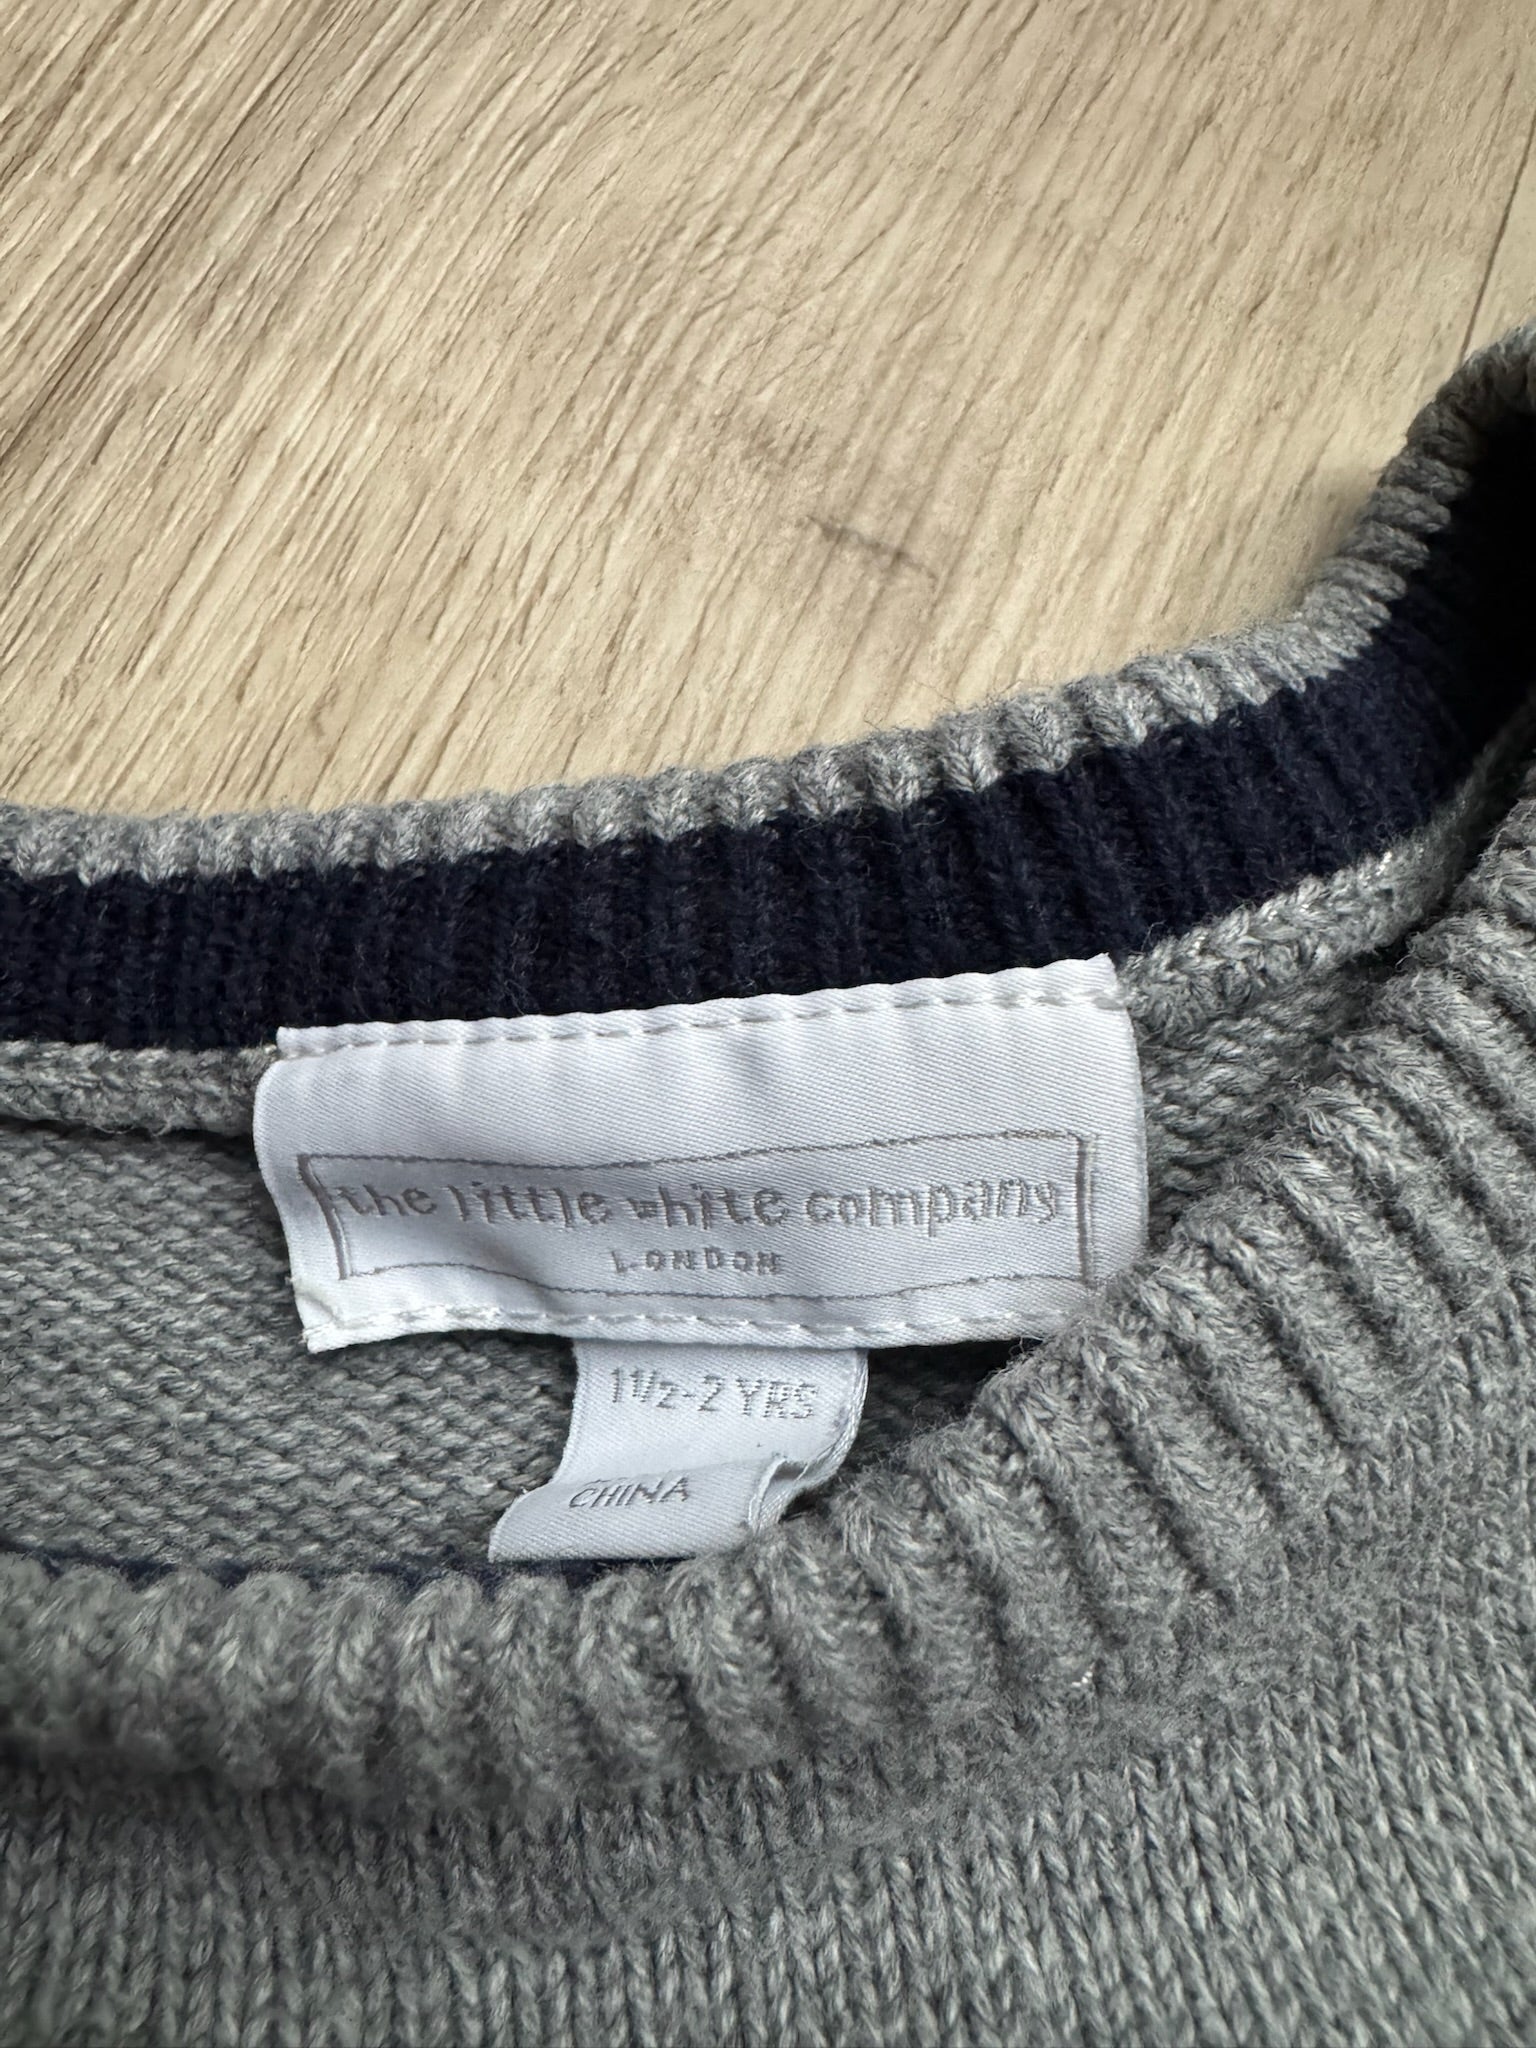 the little white company
LONDON
1½-2 YRS
CHINA